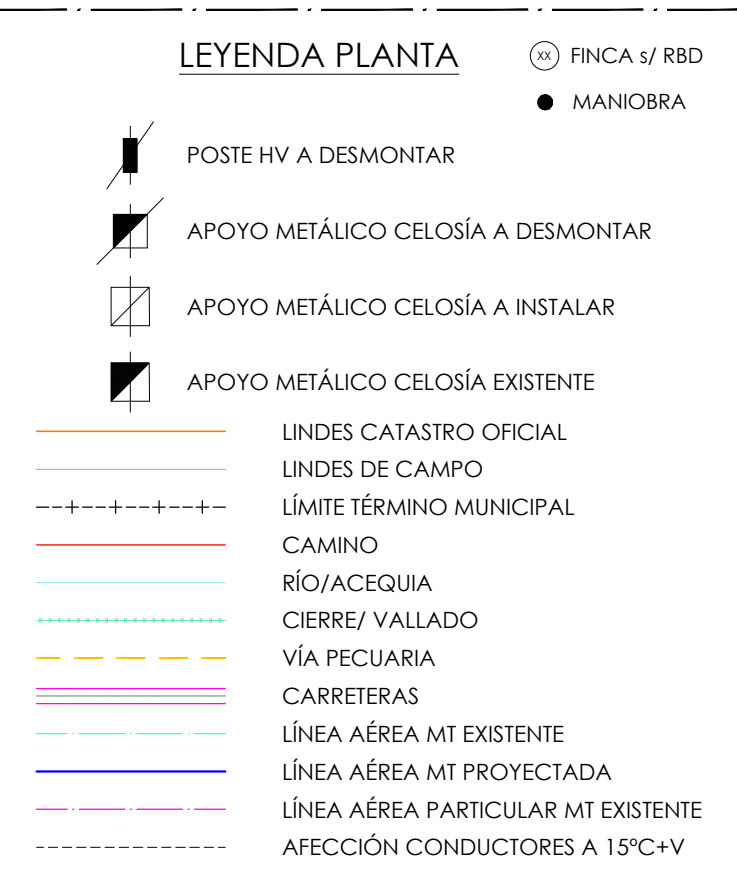 LEYENDA PLANTA
xx FINCA s/ RBD
MANIOBRA
POSTE HV A DESMONTAR
APOYO METÁLICO CELOSÍA A DESMONTAR
APOYO METÁLICO CELOSÍA A INSTALAR
APOYO METÁLICO CELOSÍA EXISTENTE
LINDES CATASTRO OFICIAL
LINDES DE CAMPO
LÍMITE TÉRMINO MUNICIPAL
CAMINO
RÍO/ACEQUIA
CIERRE/ VALLADO
VÍA PECUARIA
CARRETERAS
LÍNEA AÉREA MT EXISTENTE
LÍNEA AÉREA MT PROYECTADA
LÍNEA AÉREA PARTICULAR MT EXISTENTE
AFECCIÓN CONDUCTORES A 15ºC+V